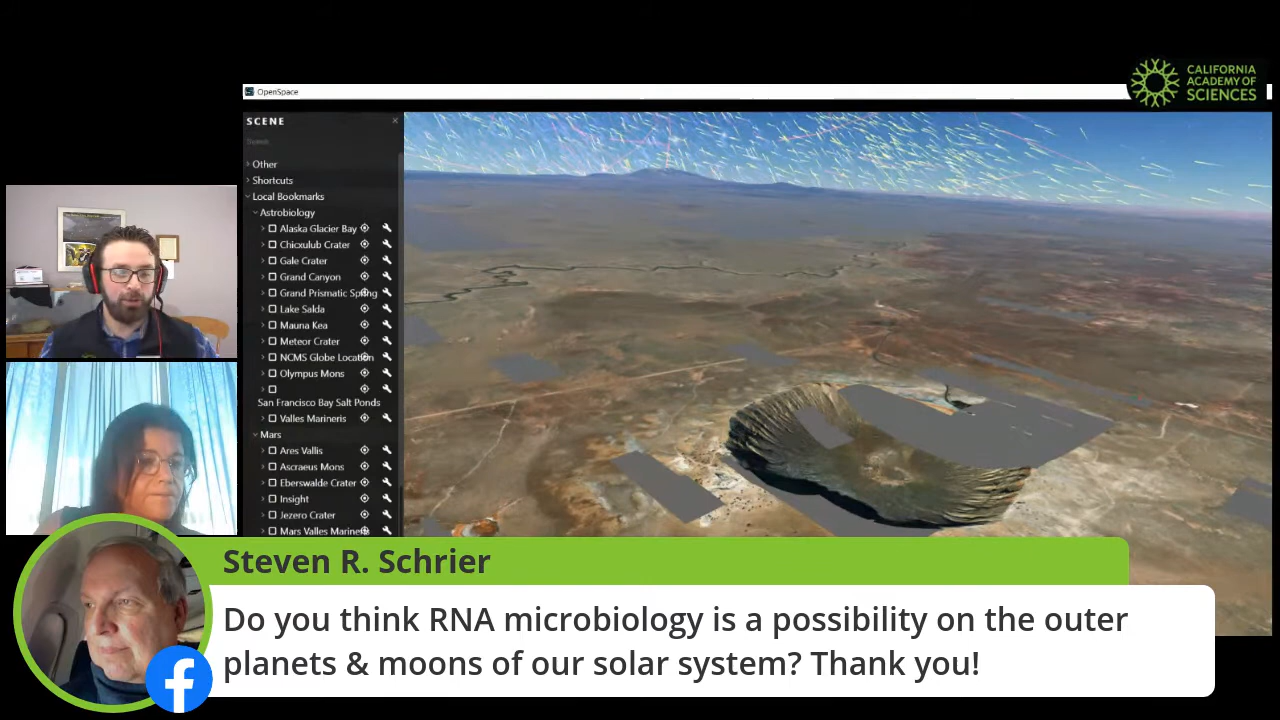 CALIFORNIA
ACADEMY OF
SCIENCES
OpenSpace
SCENE
Search
Other
Shortcuts
Local Bookmarks
Astrobiology
Alaska Glacier Bay
Chicxulub Crater
Gale Crater
Grand Canyon
Grand Prismatic Spring
Lake Salda
Mauna Kea
Meteor Crater
NCMS Globe Location
Olympus Mons
San Francisco Bay Salt Ponds
Valles Marineris
Mars
Ares Vallis
Ascraeus Mons
Eberswalde Crater
Insight
Jezero Crater
Mars Valles Marineris
Steven R. Schrier
Do you think RNA microbiology is a possibility on the outer
planets & moons of our solar system? Thank you!